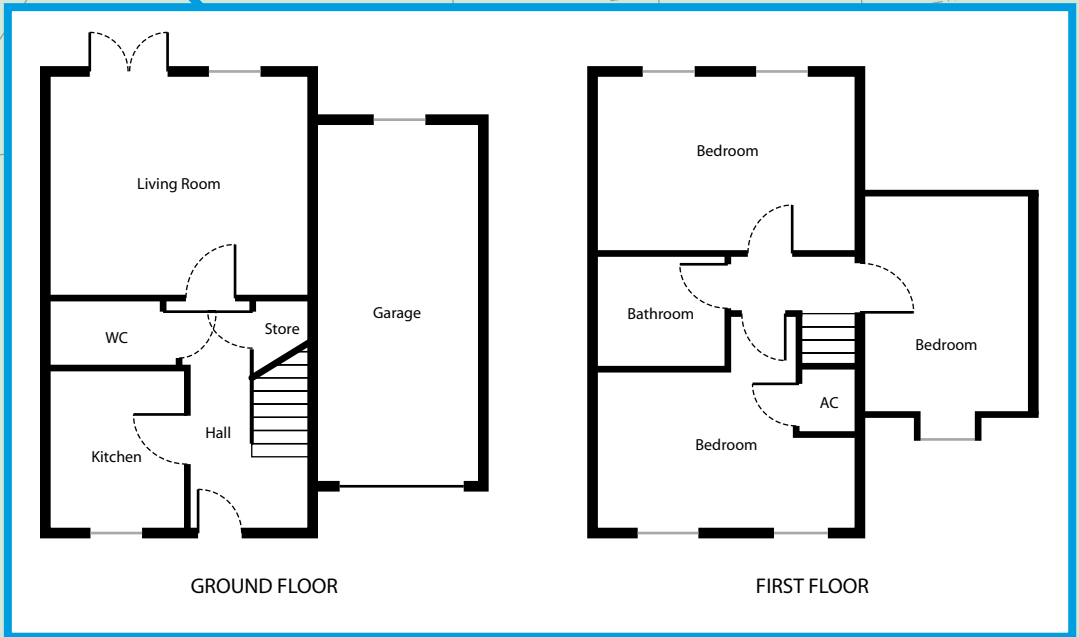 Living Room
WC
Store
Garage
Hall
Kitchen
GROUND FLOOR
Bedroom
Bathroom
Bedroom
AC
Bedroom
FIRST FLOOR